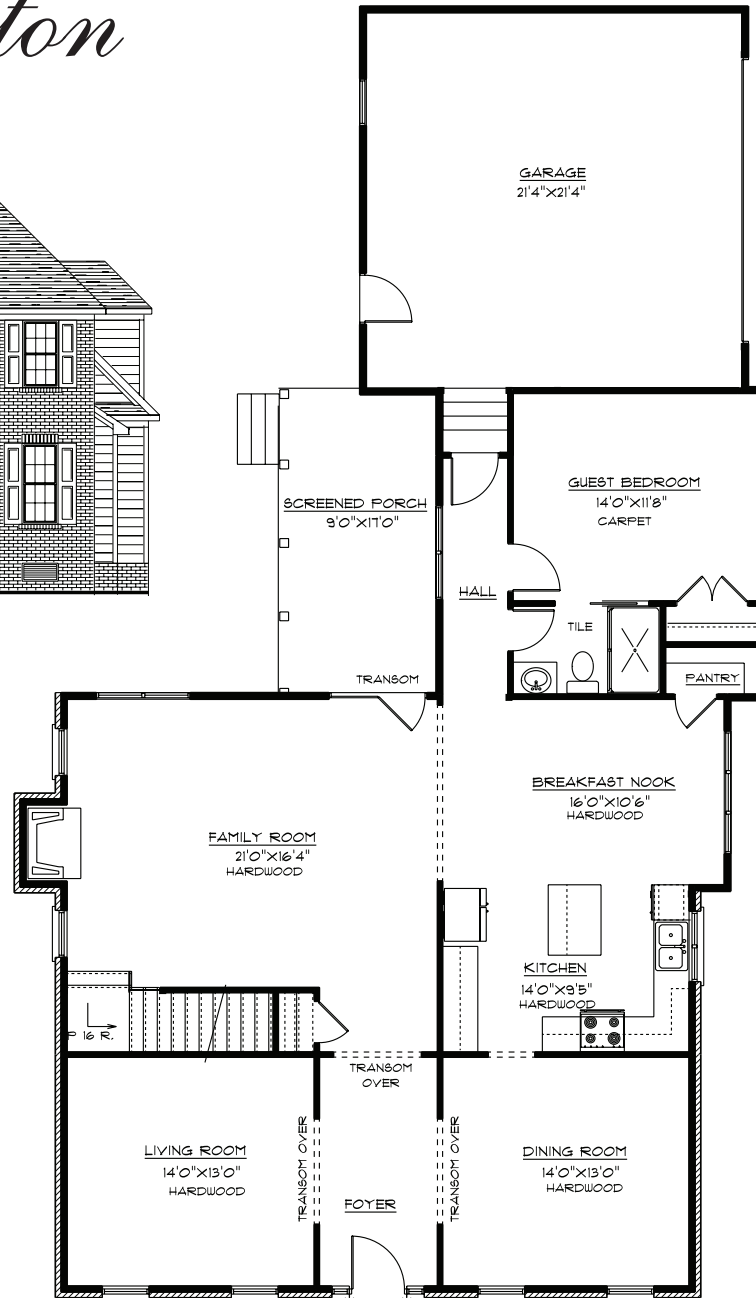 ton
GARAGE
21'4"X21'4"
GUEST BEDROOM
14'0"X11'8"
CARPET
SCREENED PORCH
9'0"X17'0"
HALL
TILE
TRANSOM
PANTRY
BREAKFAST NOOK
16'0"X10'6"
HARDWOOD
FAMILY ROOM
21'0"X16'4"
HARDWOOD
KITCHEN
14'0"X9'5"
HARDWOOD
P 16 R.
TRANSOM
OVER
LIVING ROOM
14'0"X13'0"
HARDWOOD
TRANSOM OVER
FOYER
TRANSOM OVER
DINING ROOM
14'0"X13'0"
HARDWOOD